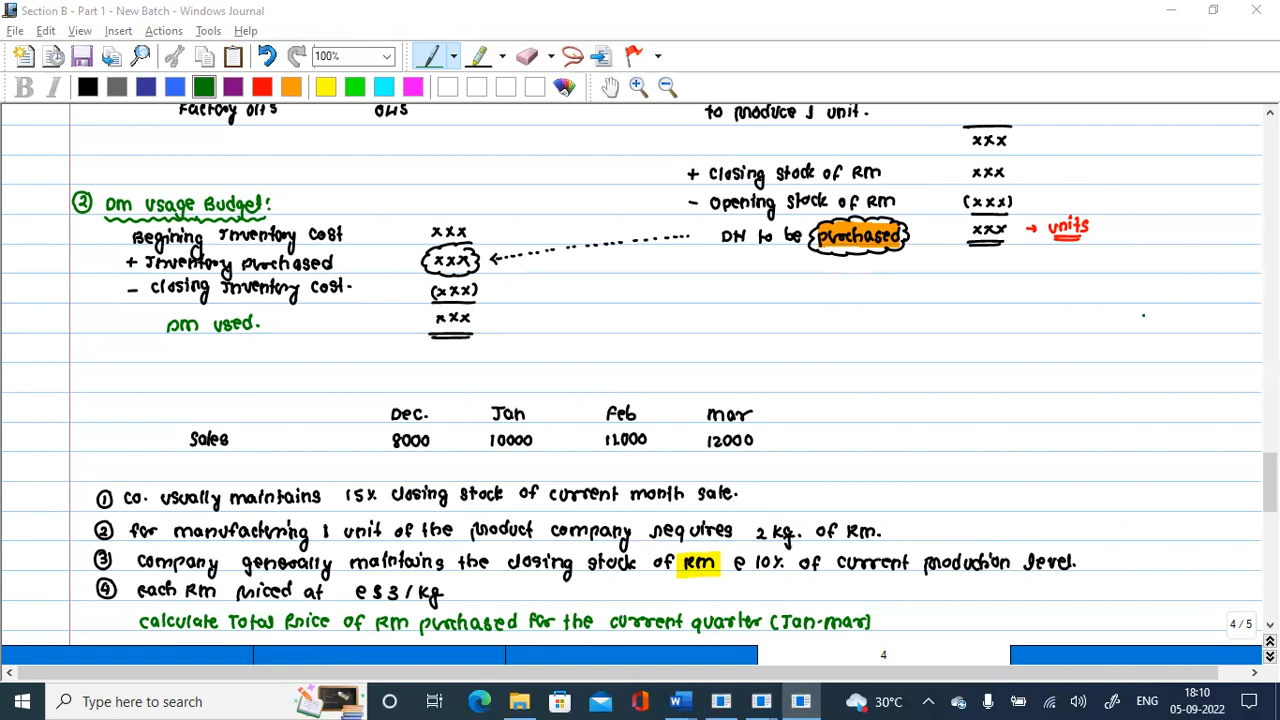 Section B - Part 1 - New Batch - Windows Journal
File Edit View Insert Actions Tools Help
100%
B I
Factory OHs OHS
to produce 1 unit.
xxx
+ Closing stock of RM xxx
- Opening stock of RM (xxx)
DM to be purchased xxx → units
③ DM Usage Budget:
Begining Inventory cost xxx
+ Inventory purchased xxx
- closing Inventory cost. (xxx)
DM used. xxx
Dec. Jan Feb Mar
Sales 8000 10000 11,000 12000
① Co. usually maintains 15% closing stock of current month sale.
② for manufactring 1 unit of the product company requires 2 kg. of RM.
③ company generally maintains the closing stock of RM @ 10% of current production level.
④ each RM priced at @ $3/kg
calculate Total Price of RM purchased for the current quarter (Jan-mar)
4 / 5
4
Type here to search
30°C
ENG
18:10
05-09-2022